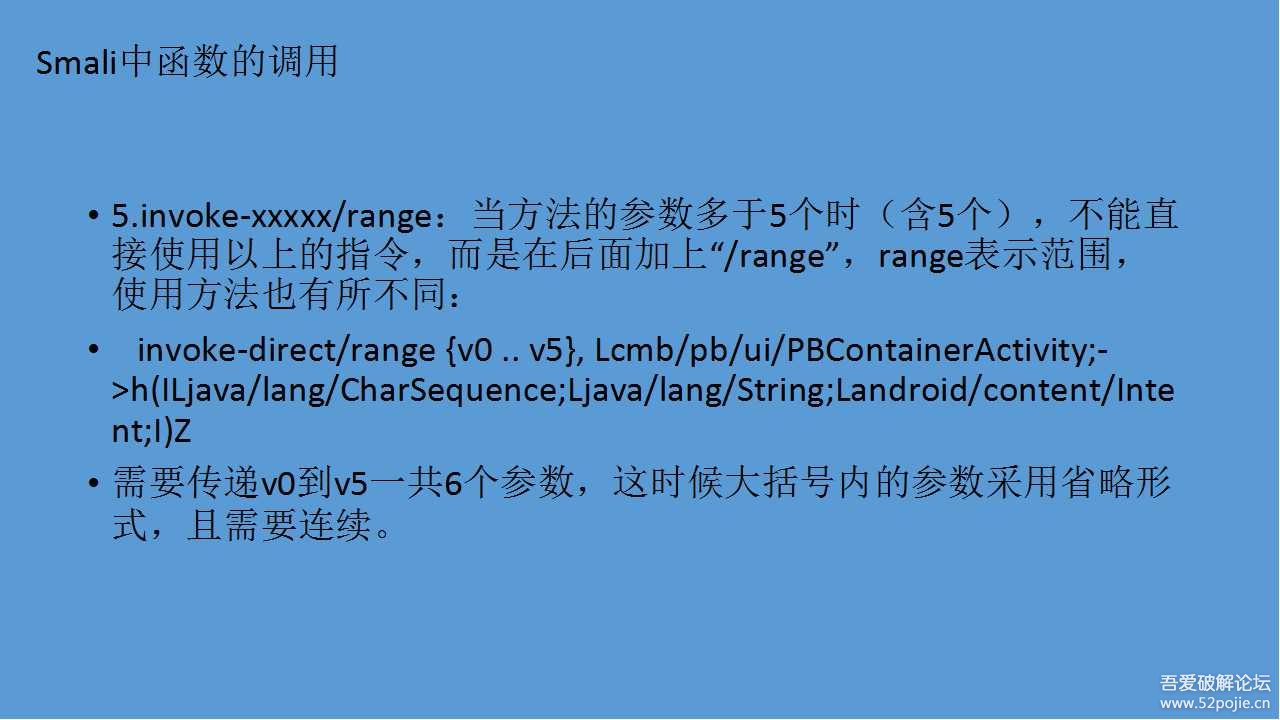 Smali中函数的调用
• 5.invoke-xxxxx/range：当方法的参数多于5个时（含5个），不能直
接使用以上的指令，而是在后面加上“/range”，range表示范围，
使用方法也有所不同：
• invoke-direct/range {v0 .. v5}, Lcmb/pb/ui/PBContainerActivity;-
>h(ILjava/lang/CharSequence;Ljava/lang/String;Landroid/content/Inte
nt;I)Z
• 需要传递v0到v5一共6个参数，这时候大括号内的参数采用省略形
式，且需要连续。
吾爱破解论坛
www.52pojie.cn